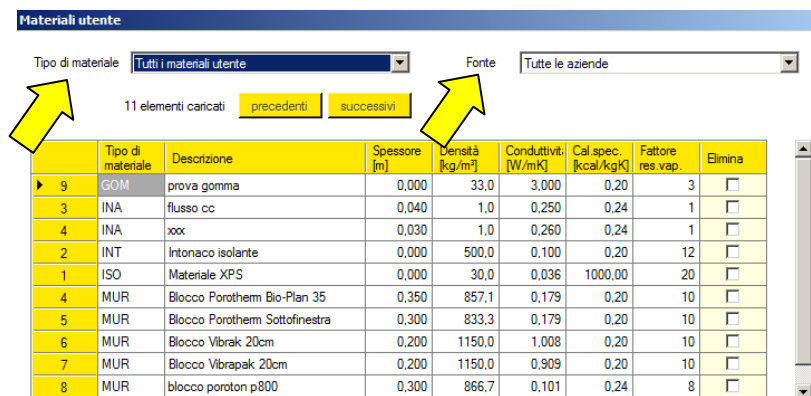 Materiali utente
Tipo di materiale Tutti i materiali utente Fonte Tutte le aziende
11 elementi caricati precedenti successivi
Tipo di materiale Descrizione Spessore [m] Densità [kg/m³] Conduttivit: [W/mK] Cal.spec. [kcal/kgK] Fattore res.vap. Elimina
9 GOM prova gomma 0,000 33,0 3,000 0,20 3
3 INA flusso cc 0,040 1,0 0,250 0,24 1
4 INA xxx 0,030 1,0 0,260 0,24 1
2 INT Intonaco isolante 0,000 500,0 0,100 0,20 12
1 ISO Materiale XPS 0,000 30,0 0,036 1000,00 20
4 MUR Blocco Porotherm Bio-Plan 35 0,350 857,1 0,179 0,20 10
5 MUR Blocco Porotherm Sottofinestra 0,300 833,3 0,179 0,20 10
6 MUR Blocco Vibrak 20cm 0,200 1150,0 1,008 0,20 10
7 MUR Blocco Vibrapak 20cm 0,200 1150,0 0,909 0,20 10
8 MUR blocco poroton p800 0,300 866,7 0,101 0,24 8